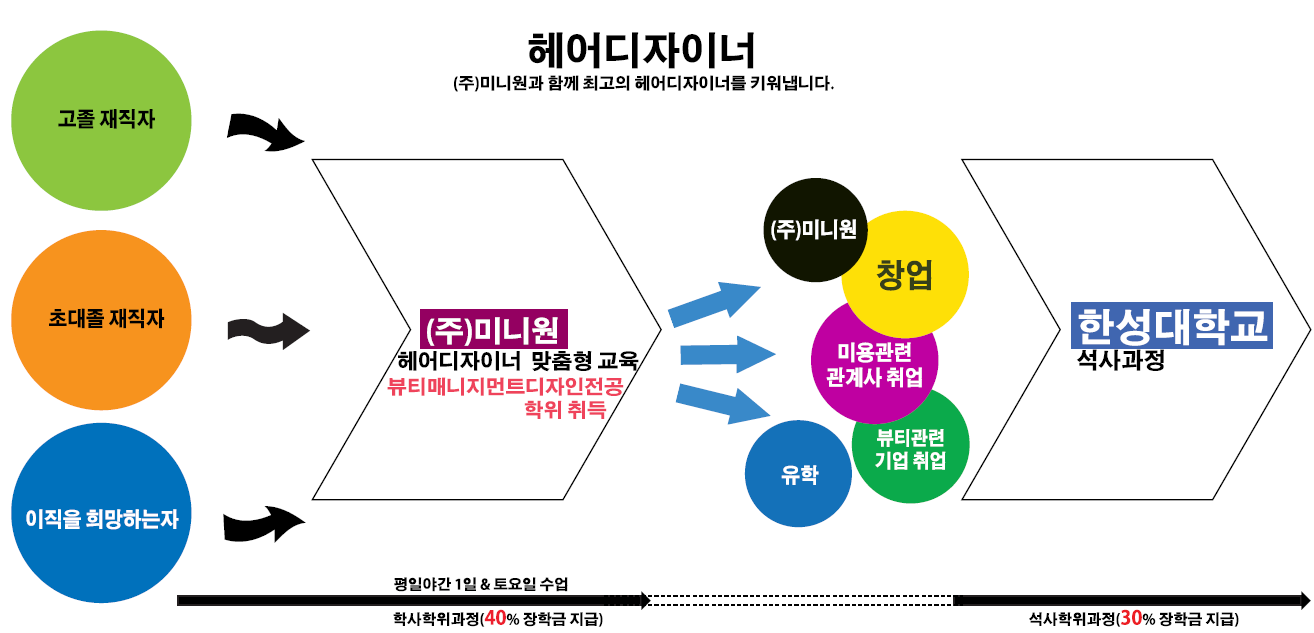 헤어디자이너
(주)미니원과 함께 최고의 헤어디자이너를 키워냅니다.
고졸 재직자
초대졸 재직자
이직을 희망하는자
(주)미니원
헤어디자이너 맞춤형 교육
뷰티매니지먼트디자인전공
학위 취득
(주)미니원
창업
미용관련
관계사 취업
뷰티관련
기업 취업
유학
한성대학교
석사과정
평일야간 1일 & 토요일 수업
학사학위과정(40% 장학금 지급)
석사학위과정(30% 장학금 지급)